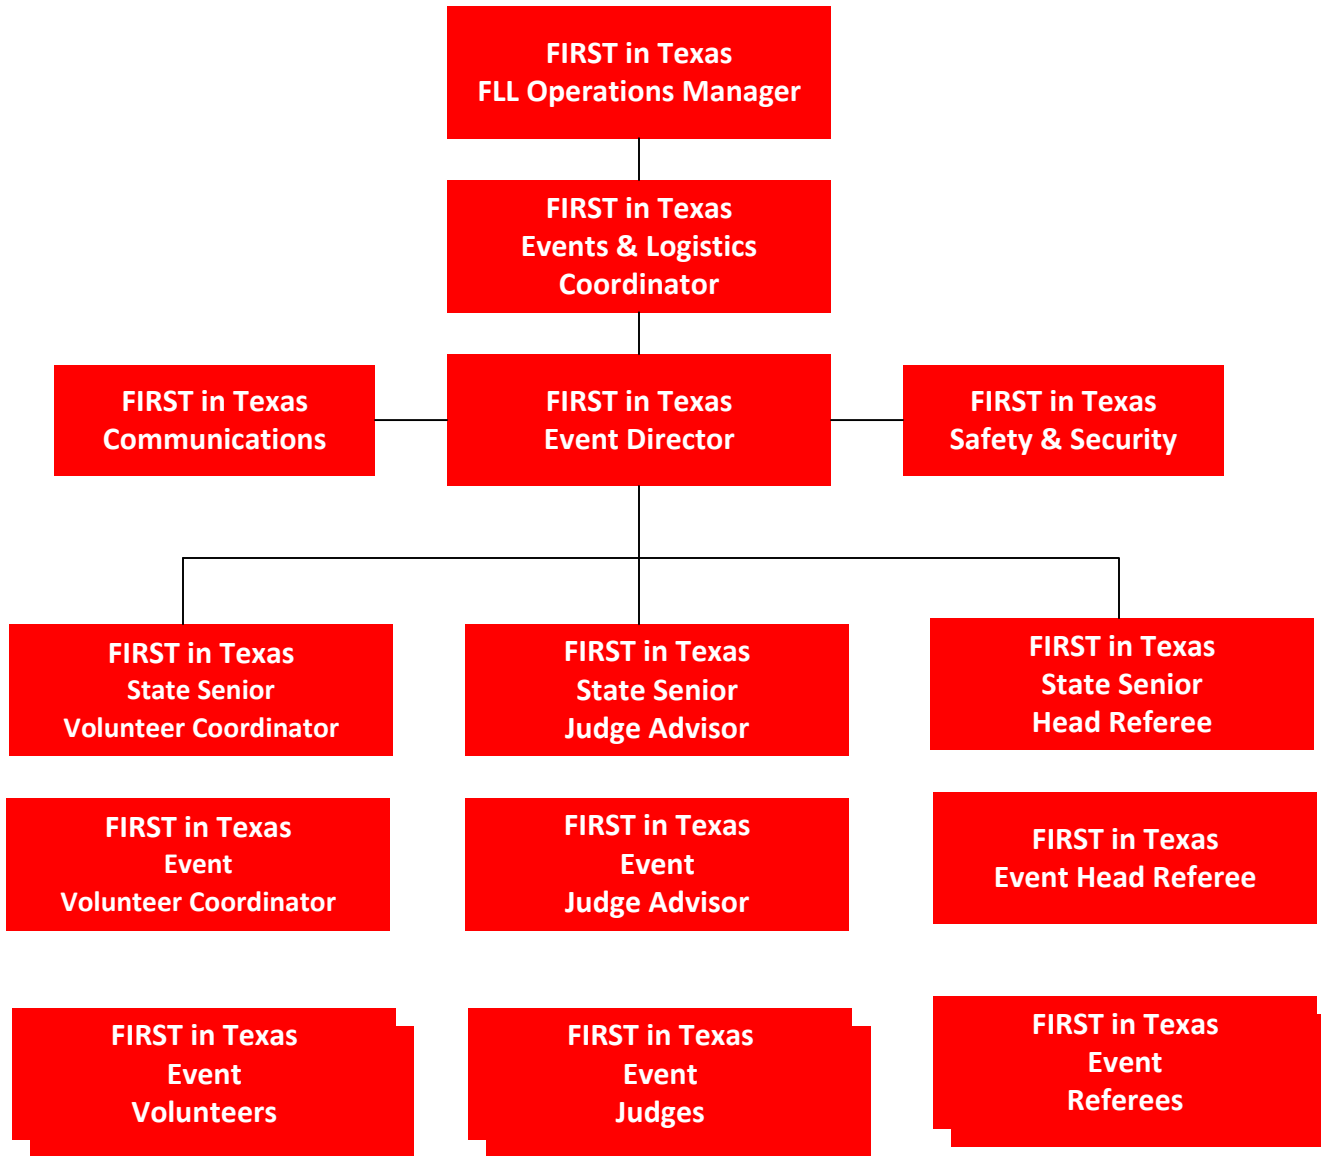 FIRST in Texas
FLL Operations Manager
FIRST in Texas
Events & Logistics
Coordinator
FIRST in Texas
Communications
FIRST in Texas
Event Director
FIRST in Texas
Safety & Security
FIRST in Texas
State Senior
Volunteer Coordinator
FIRST in Texas
State Senior
Judge Advisor
FIRST in Texas
State Senior
Head Referee
FIRST in Texas
Event
Volunteer Coordinator
FIRST in Texas
Event
Judge Advisor
FIRST in Texas
Event Head Referee
FIRST in Texas
Event
Volunteers
FIRST in Texas
Event
Judges
FIRST in Texas
Event
Referees